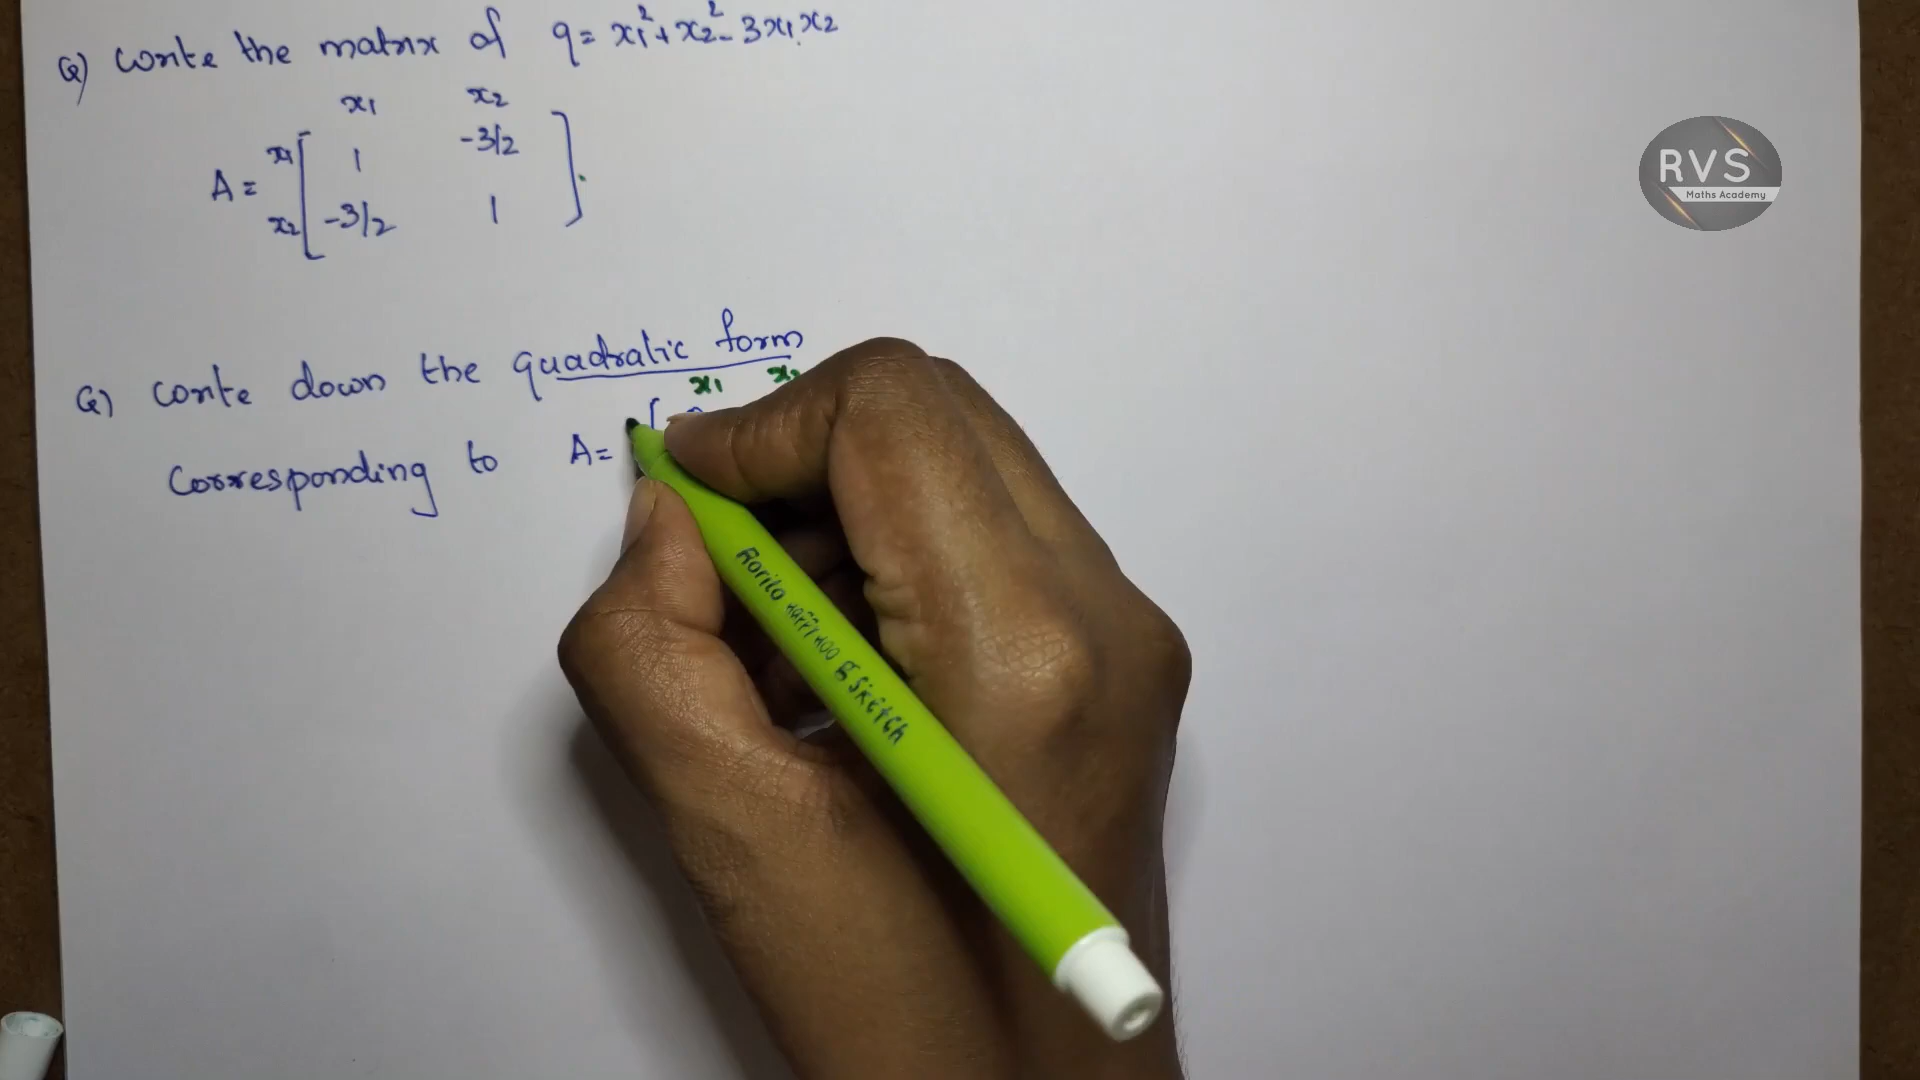 Q) Write the matrix of q = x₁² + x₂² - 3x₁x₂
x₁ x₂
x₁ 1 -3/2
A =
x₂ -3/2 1
Q) Write down the quadratic form
x₁ x₂
Corresponding to A = [
RVS
Maths Academy
Rorito
g Sketch